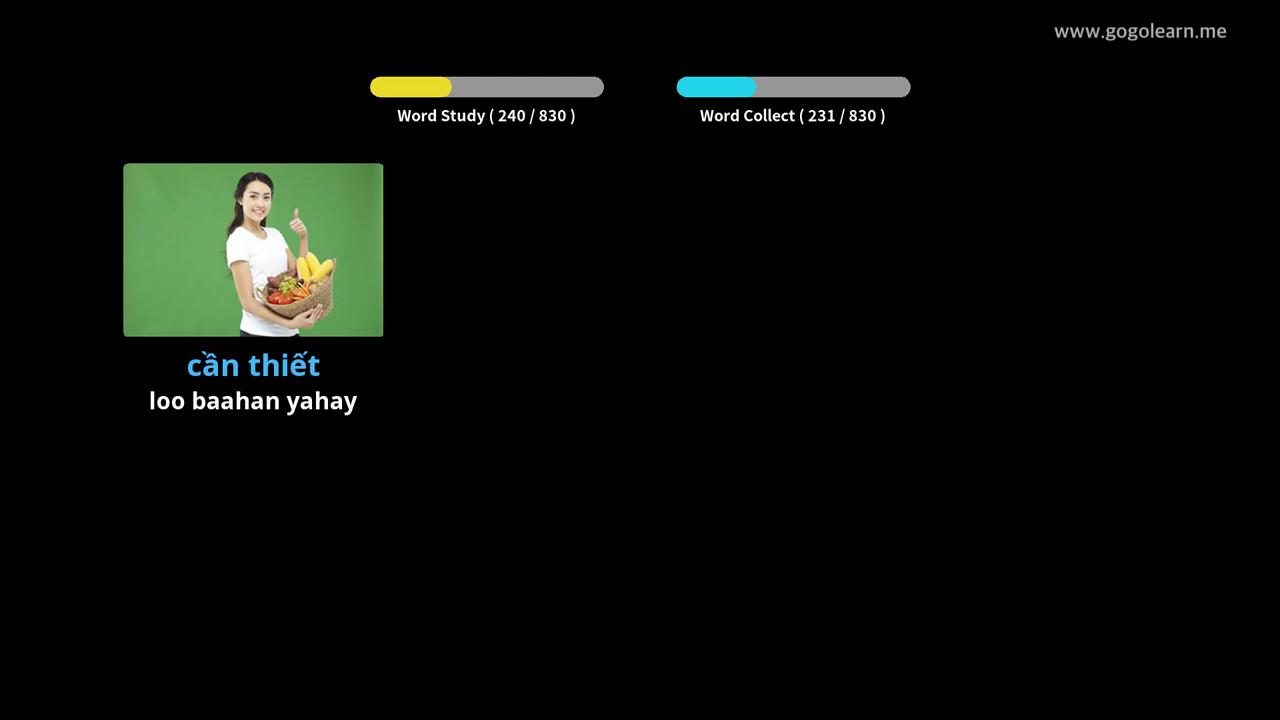 www.gogolearn.me
Word Study ( 240 / 830 )
Word Collect ( 231 / 830 )
cần thiết
loo baahan yahay